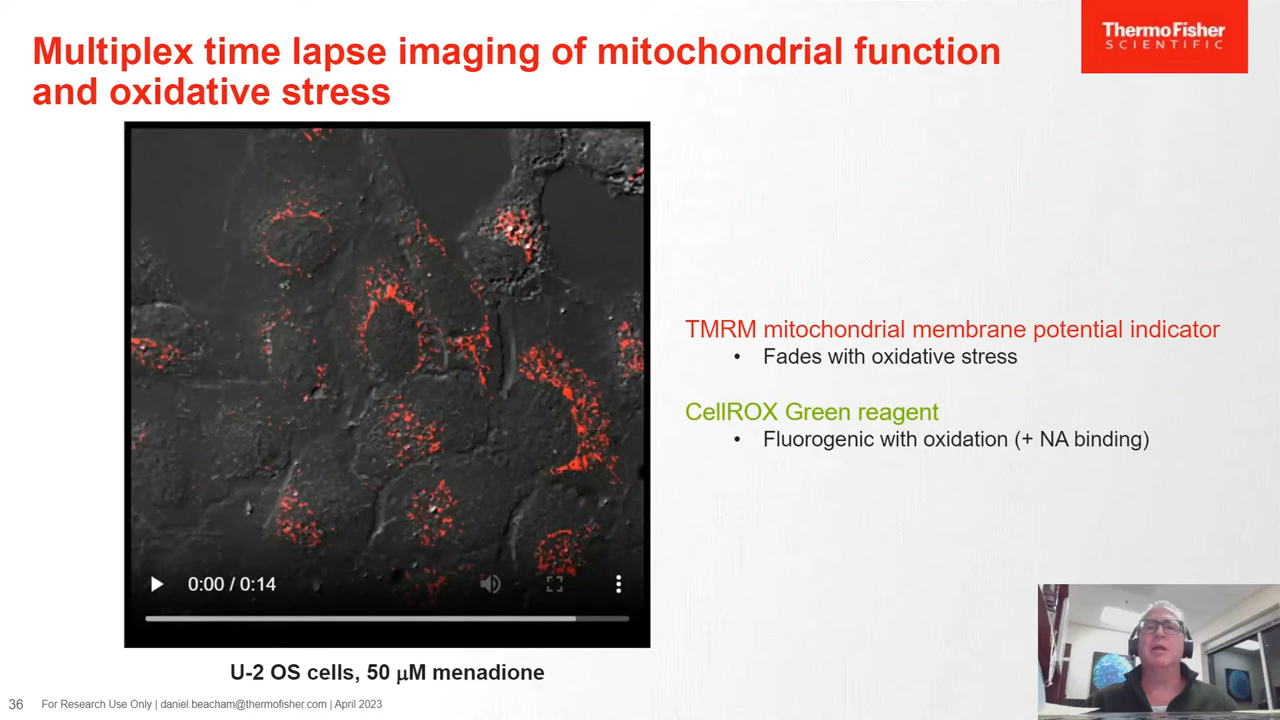 Multiplex time lapse imaging of mitochondrial function
and oxidative stress
ThermoFisher
SCIENTIFIC
TMRM mitochondrial membrane potential indicator
• Fades with oxidative stress
CellROX Green reagent
• Fluorogenic with oxidation (+ NA binding)
0:00 / 0:14
U-2 OS cells, 50 μM menadione
36 For Research Use Only | daniel.beacham@thermofisher.com | April 2023